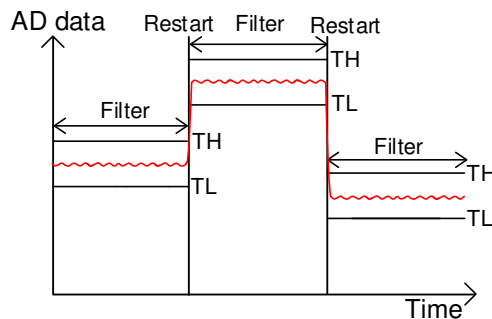 AD data
Restart
Filter
Restart
TH
TL
Filter
TH
TL
Filter
TH
TL
Time